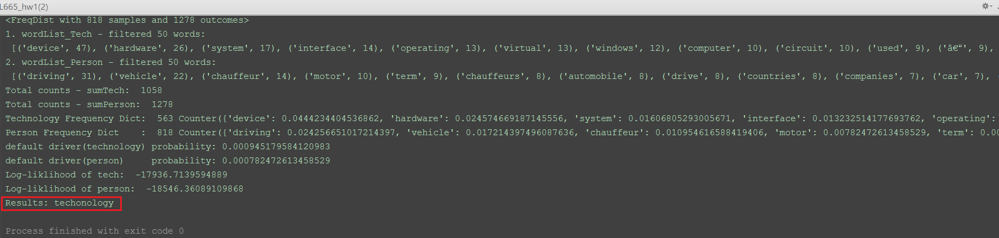 L665_hw1(2)
<FreqDist with 818 samples and 1278 outcomes>
1. wordList_Tech - filtered 50 words:
[('device', 47), ('hardware', 26), ('system', 17), ('interface', 14), ('operating', 13), ('virtual', 13), ('windows', 12), ('computer', 10), ('circuit', 10), ('used', 9), ('â€“', 9),
2. wordList_Person - filtered 50 words:
[('driving', 31), ('vehicle', 22), ('chauffeur', 14), ('motor', 10), ('term', 9), ('chauffeurs', 8), ('automobile', 8), ('drive', 8), ('countries', 8), ('companies', 7), ('car', 7),
Total counts - sumTech:  1058
Total counts - sumPerson:  1278
Technology Frequency Dict:  563 Counter({'device': 0.0444234404536862, 'hardware': 0.024574669187145556, 'system': 0.01606805293005671, 'interface': 0.013232514177693762, 'operating':
Person Frequency Dict    :  818 Counter({'driving': 0.024256651017214397, 'vehicle': 0.017214397496087636, 'chauffeur': 0.010954616588419406, 'motor': 0.00782472613458529, 'term': 0.00
default driver(technology) probability: 0.000945179584120983
default driver(person)     probability: 0.000782472613458529
Log-liklihood of tech:  -17936.7139594889
Log-liklihood of person:  -18546.36089109868
Results: techonology
Process finished with exit code 0